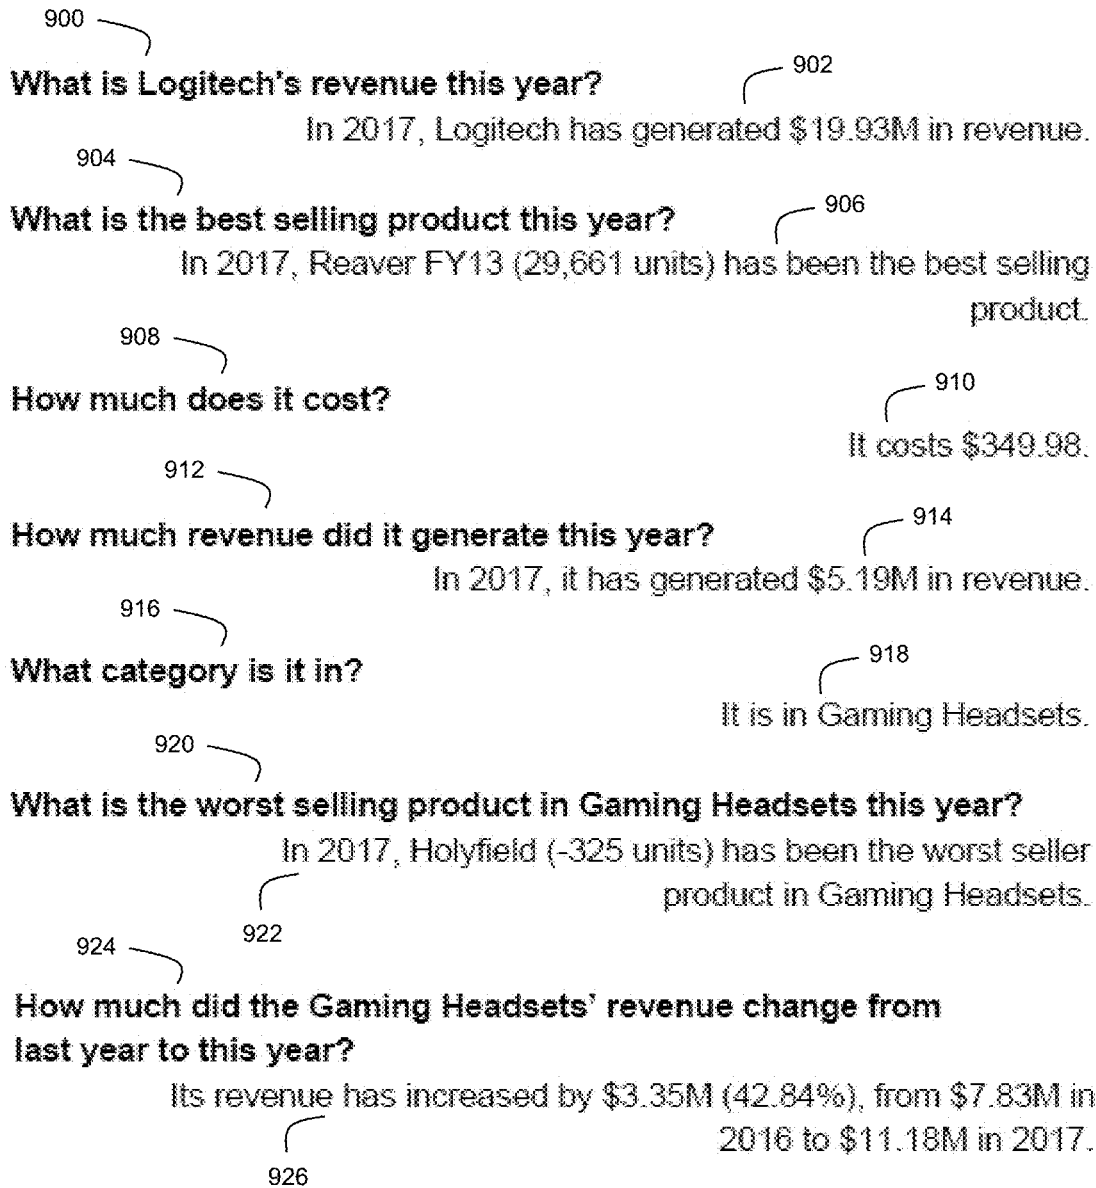 900
What is Logitech's revenue this year?
902
In 2017, Logitech has generated $19.93M in revenue.
904
What is the best selling product this year?
906
In 2017, Reaver FY13 (29,661 units) has been the best selling
product.
908
How much does it cost?
910
It costs $349.98.
912
How much revenue did it generate this year?
914
In 2017, it has generated $5.19M in revenue.
916
What category is it in?
918
It is in Gaming Headsets.
920
What is the worst selling product in Gaming Headsets this year?
In 2017, Holyfield (-325 units) has been the worst seller
product in Gaming Headsets.
922
924
How much did the Gaming Headsets' revenue change from
last year to this year?
Its revenue has increased by $3.35M (42.84%), from $7.83M in
2016 to $11.18M in 2017.
926